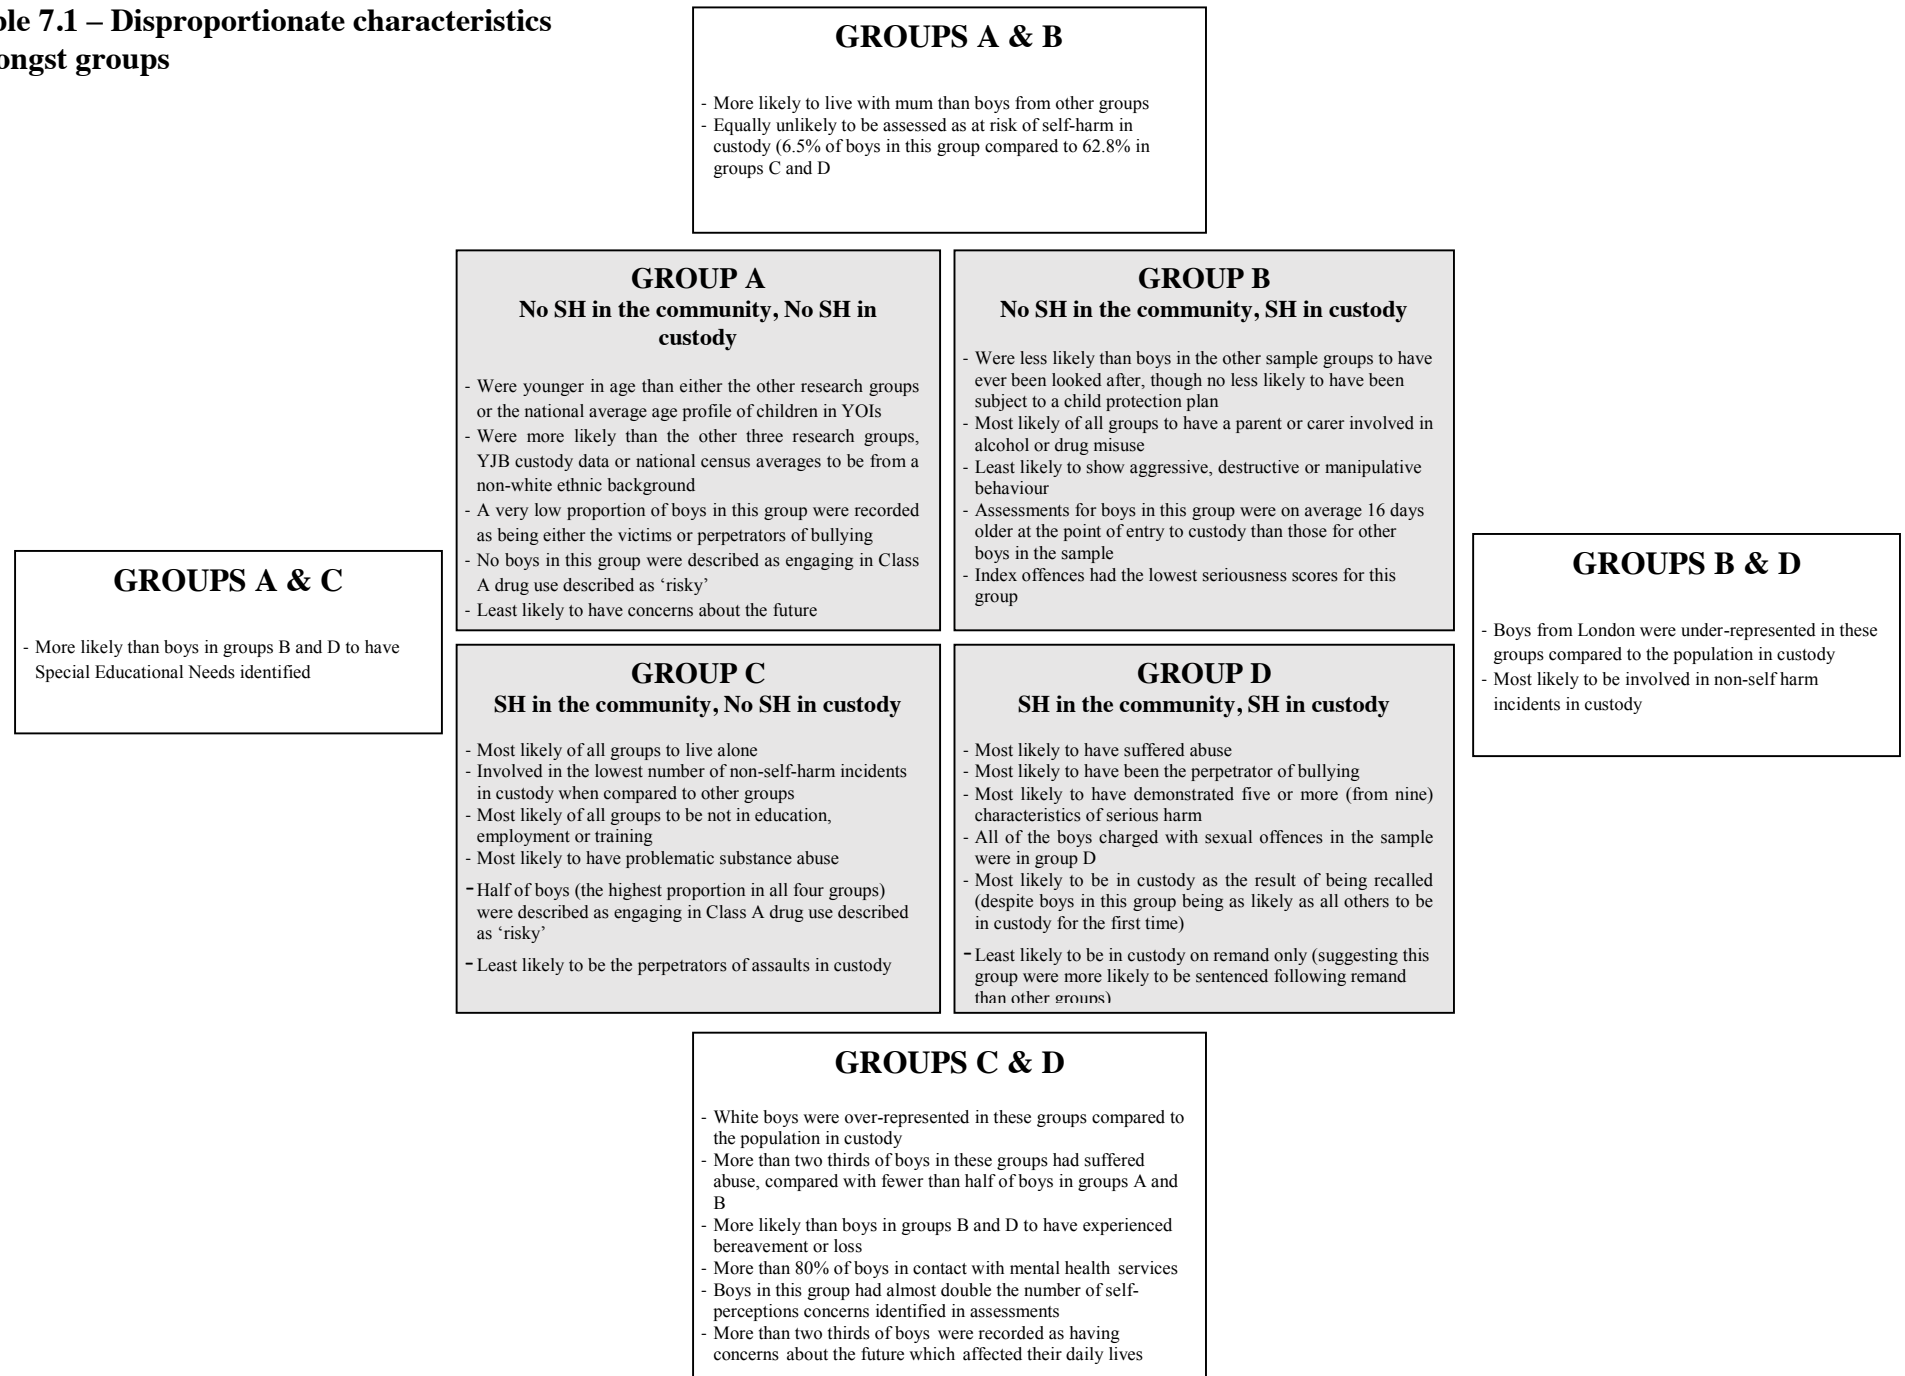 ble 7.1 – Disproportionate characteristics
ongst groups
GROUPS A & B
- More likely to live with mum than boys from other groups
- Equally unlikely to be assessed as at risk of self-harm in
custody (6.5% of boys in this group compared to 62.8% in
groups C and D
GROUP A
No SH in the community, No SH in
custody
- Were younger in age than either the other research groups
or the national average age profile of children in YOIs
- Were more likely than the other three research groups,
YJB custody data or national census averages to be from a
non-white ethnic background
- A very low proportion of boys in this group were recorded
as being either the victims or perpetrators of bullying
- No boys in this group were described as engaging in Class
A drug use described as ‘risky’
- Least likely to have concerns about the future
GROUP B
No SH in the community, SH in custody
- Were less likely than boys in the other sample groups to have
ever been looked after, though no less likely to have been
subject to a child protection plan
- Most likely of all groups to have a parent or carer involved in
alcohol or drug misuse
- Least likely to show aggressive, destructive or manipulative
behaviour
- Assessments for boys in this group were on average 16 days
older at the point of entry to custody than those for other
boys in the sample
- Index offences had the lowest seriousness scores for this
group
GROUPS A & C
- More likely than boys in groups B and D to have
Special Educational Needs identified
GROUPS B & D
- Boys from London were under-represented in these
groups compared to the population in custody
- Most likely to be involved in non-self harm
incidents in custody
GROUP C
SH in the community, No SH in custody
- Most likely of all groups to live alone
- Involved in the lowest number of non-self-harm incidents
in custody when compared to other groups
- Most likely of all groups to be not in education,
employment or training
- Most likely to have problematic substance abuse
- Half of boys (the highest proportion in all four groups)
were described as engaging in Class A drug use described
as ‘risky’
- Least likely to be the perpetrators of assaults in custody
GROUP D
SH in the community, SH in custody
- Most likely to have suffered abuse
- Most likely to have been the perpetrator of bullying
- Most likely to have demonstrated five or more (from nine)
characteristics of serious harm
- All of the boys charged with sexual offences in the sample
were in group D
- Most likely to be in custody as the result of being recalled
(despite boys in this group being as likely as all others to be
in custody for the first time)
- Least likely to be in custody on remand only (suggesting this
group were more likely to be sentenced following remand
than other groups)
GROUPS C & D
- White boys were over-represented in these groups compared to
the population in custody
- More than two thirds of boys in these groups had suffered
abuse, compared with fewer than half of boys in groups A and
B
- More likely than boys in groups B and D to have experienced
bereavement or loss
- More than 80% of boys in contact with mental health services
- Boys in this group had almost double the number of self-
perceptions concerns identified in assessments
- More than two thirds of boys were recorded as having
concerns about the future which affected their daily lives